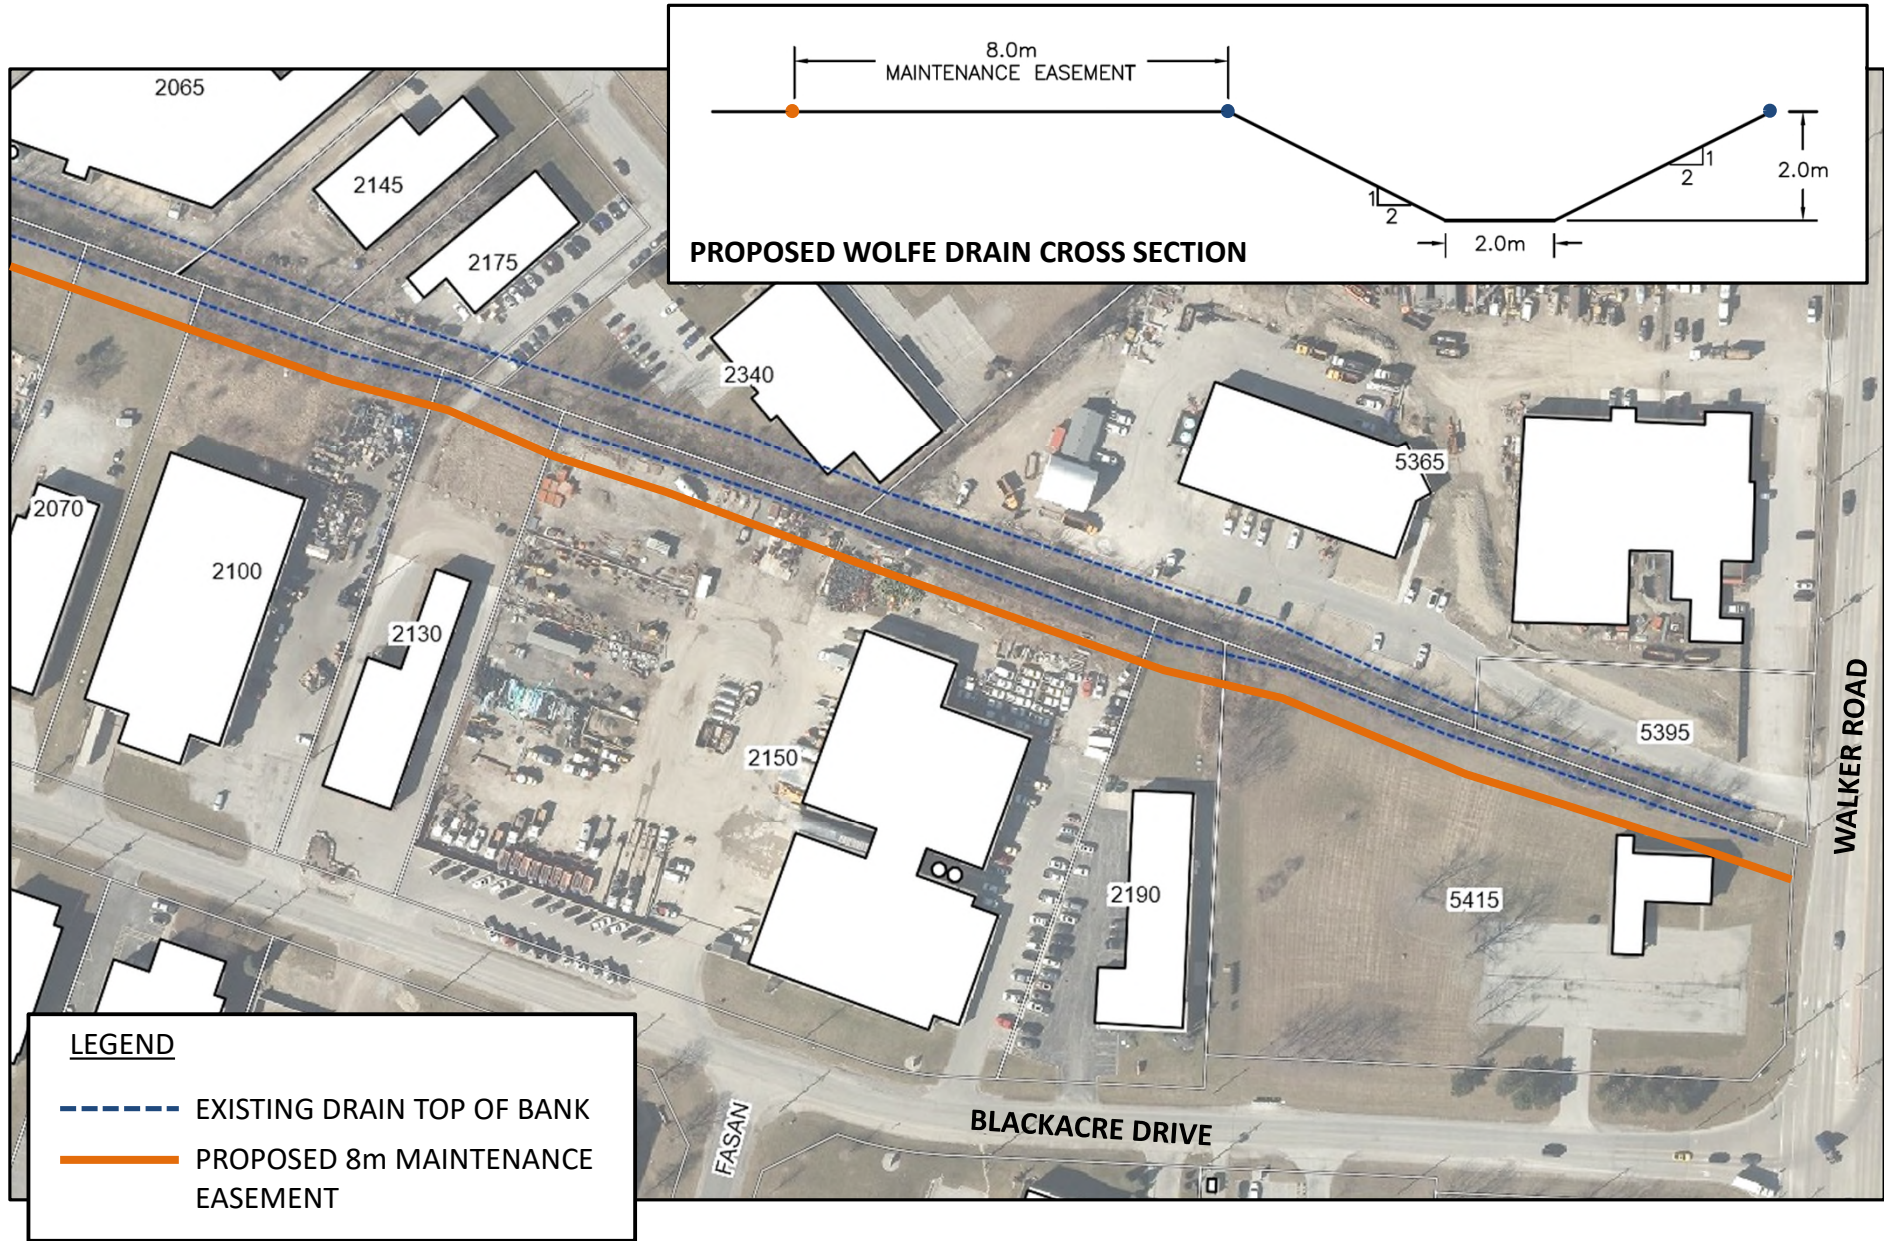 8.0m
MAINTENANCE EASEMENT
1
2
1
2
2.0m
2.0m
PROPOSED WOLFE DRAIN CROSS SECTION
2065
2145
2175
2340
5365
2070
2100
2130
2150
2190
5395
5415
WALKER ROAD
BLACKACRE DRIVE
FASAN
LEGEND
EXISTING DRAIN TOP OF BANK
PROPOSED 8m MAINTENANCE
EASEMENT